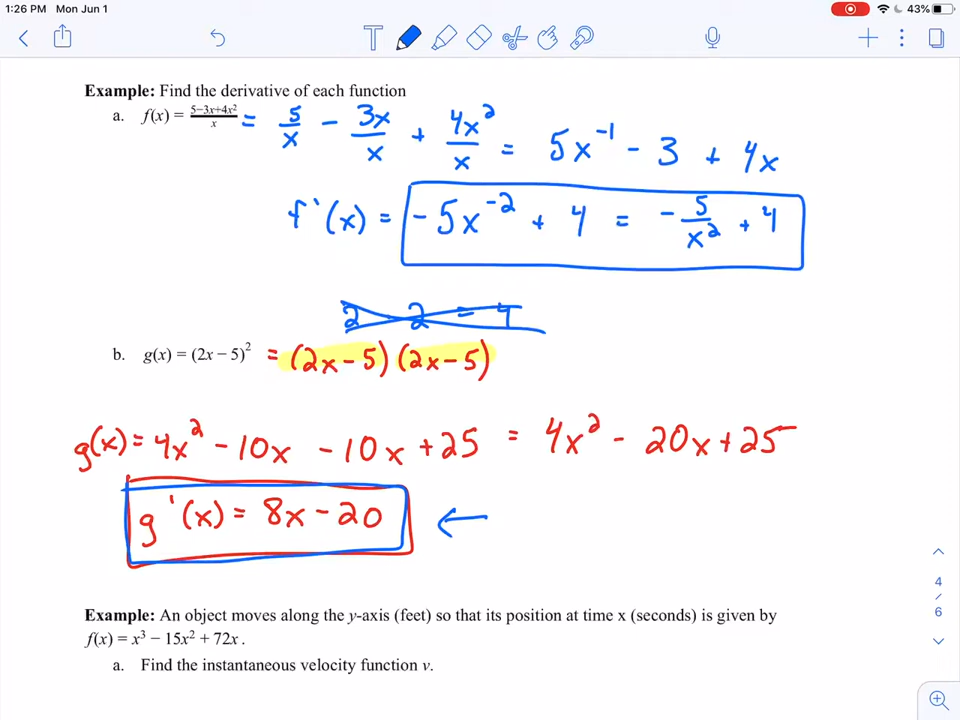 1:26 PM Mon Jun 1 43%
T
Example: Find the derivative of each function
a. f(x) = (5−3x+4x²)/x = 5/x − 3x/x + 4x²/x = 5x⁻¹ − 3 + 4x
f'(x) = −5x⁻² + 4 = −5/x² + 4
2 2 = 4
b. g(x) = (2x − 5)² = (2x − 5)(2x − 5)
g(x) = 4x² − 10x − 10x + 25 = 4x² − 20x + 25
g'(x) = 8x − 20 ←
Example: An object moves along the y-axis (feet) so that its position at time x (seconds) is given by
f(x) = x³ − 15x² + 72x.
a. Find the instantaneous velocity function v.
4
/
6